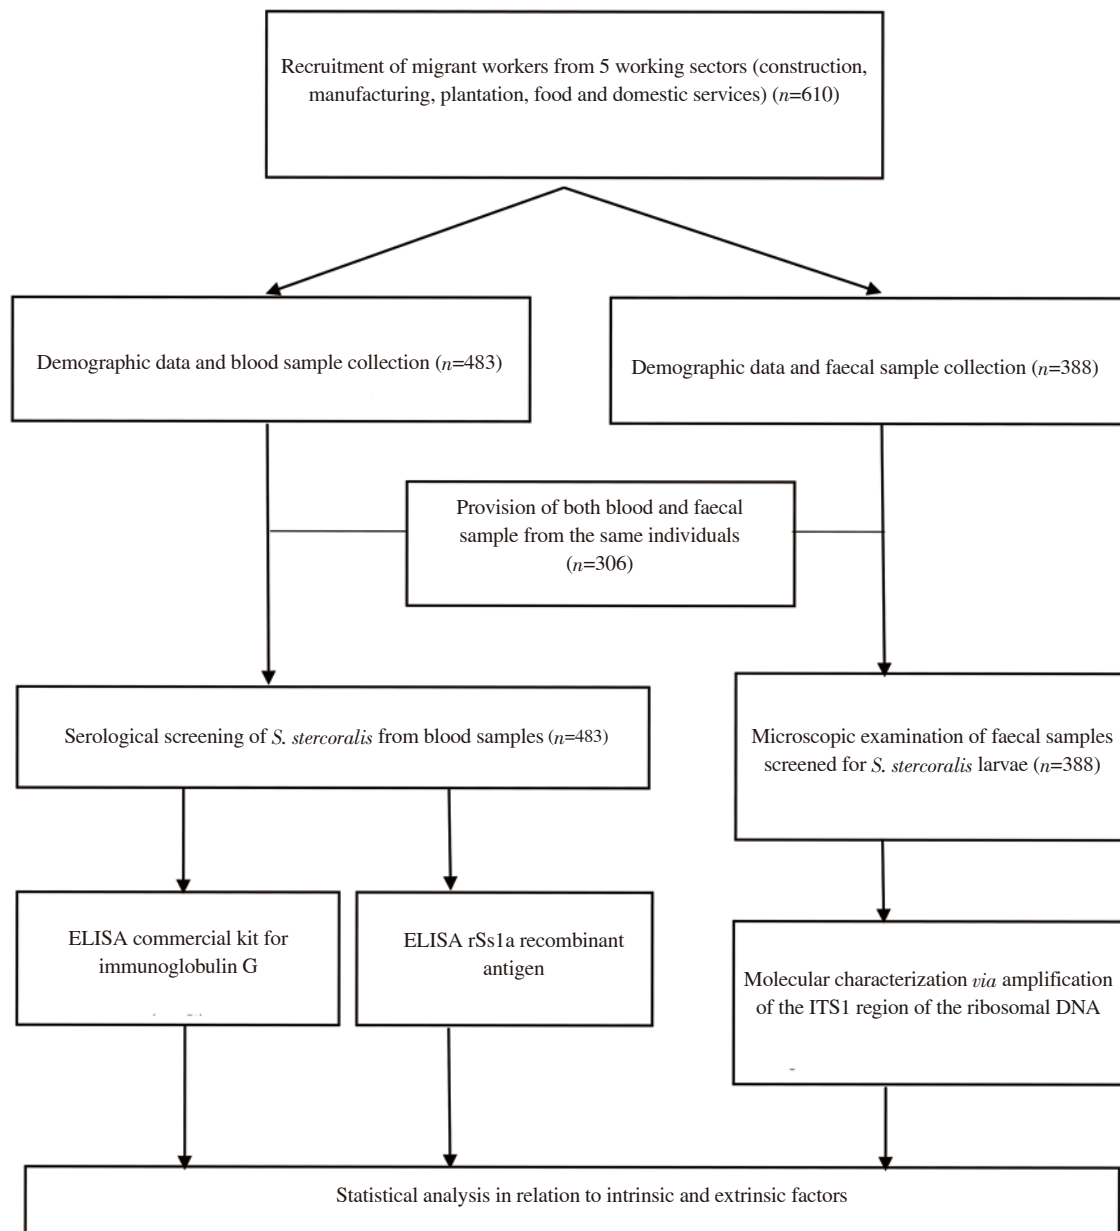 Recruitment of migrant workers from 5 working sectors (construction,
manufacturing, plantation, food and domestic services) (n=610)
Demographic data and blood sample collection (n=483)
Demographic data and faecal sample collection (n=388)
Provision of both blood and faecal
sample from the same individuals
(n=306)
Serological screening of S. stercoralis from blood samples (n=483)
Microscopic examination of faecal samples
screened for S. stercoralis larvae (n=388)
ELISA commercial kit for
immunoglobulin G
ELISA rSs1a recombinant
antigen
Molecular characterization via amplification
of the ITS1 region of the ribosomal DNA
Statistical analysis in relation to intrinsic and extrinsic factors